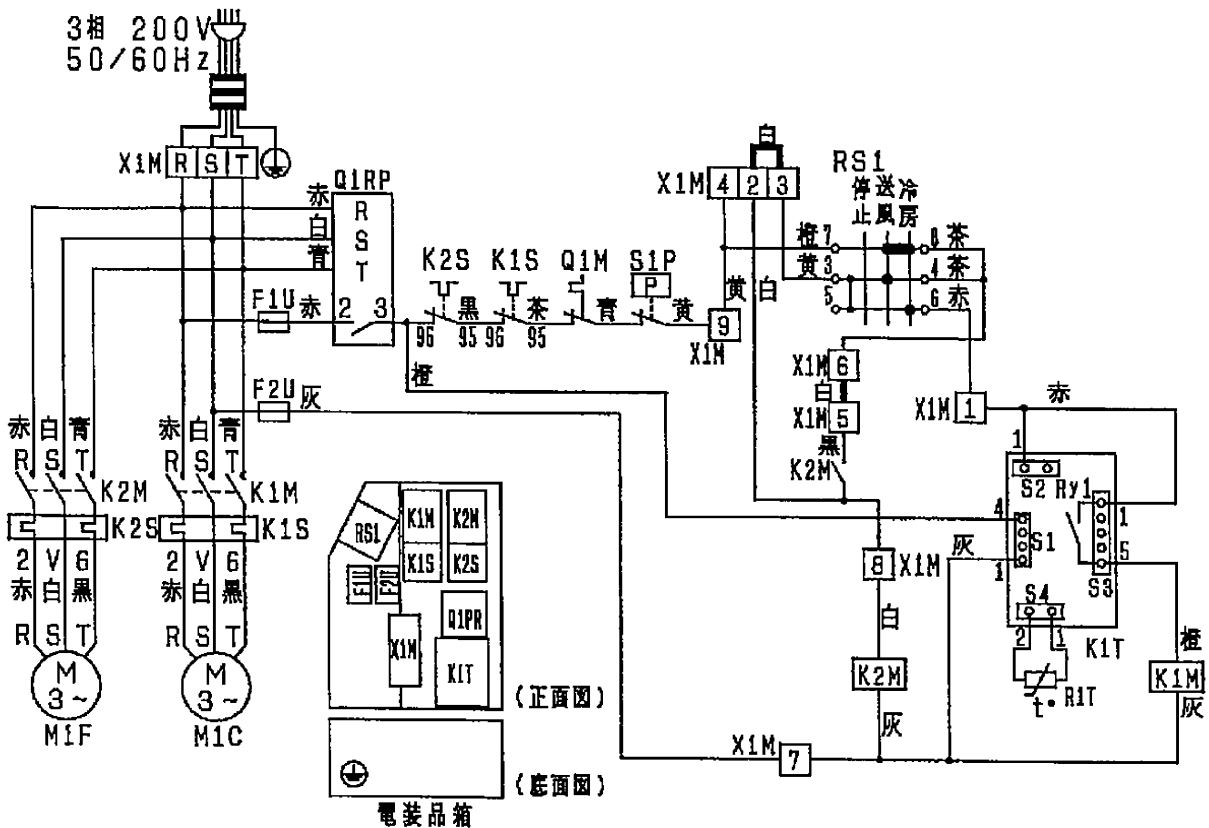 3相 200V
50/60Hz
X1M R S T
Q1RP
赤 R
白 S
青 T
F1U 赤 2 3
K2S K1S Q1M S1P
P
96 黒 95 96 茶 95 青 黄
9
X1M
橙
F2U 灰
白
X1M 4 2 3
黄 白
RS1
停止 送風 冷房
橙 7 8 茶
黄 3 4 茶
5 6 赤
X1M 6
白
X1M 5
黒
K2M
X1M 1
赤
1
S2 Ry1
4
S1
1
灰
1
5
S3
S4
2 1
K1T
R1T
t°
橙
K1M
灰
8 X1M
白
K2M
灰
X1M 7
赤 白 青
R S T
K2M
K2S
2 V 6
赤 白 黒
R S T
M
3~
M1F
赤 白 青
R S T
K1M
K1S
2 V 6
赤 白 黒
R S T
M
3~
M1C
RS1
K1M K2M
K1S K2S
F1U F2U
Q1PR
X1M
K1T
(正面図)
(底面図)
電装品箱